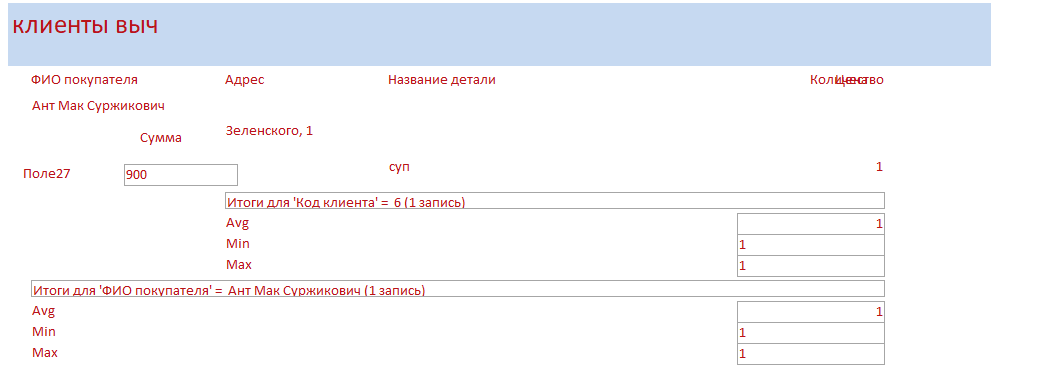 клиенты выч
ФИО покупателя Адрес Название детали Количество Цена
Ант Мак Суржикович
Зеленского, 1
Сумма
суп 1
Поле27 900
Итоги для 'Код клиента' = 6 (1 запись)
Avg 1
Min 1
Max 1
Итоги для 'ФИО покупателя' = Ант Мак Суржикович (1 запись)
Avg 1
Min 1
Max 1